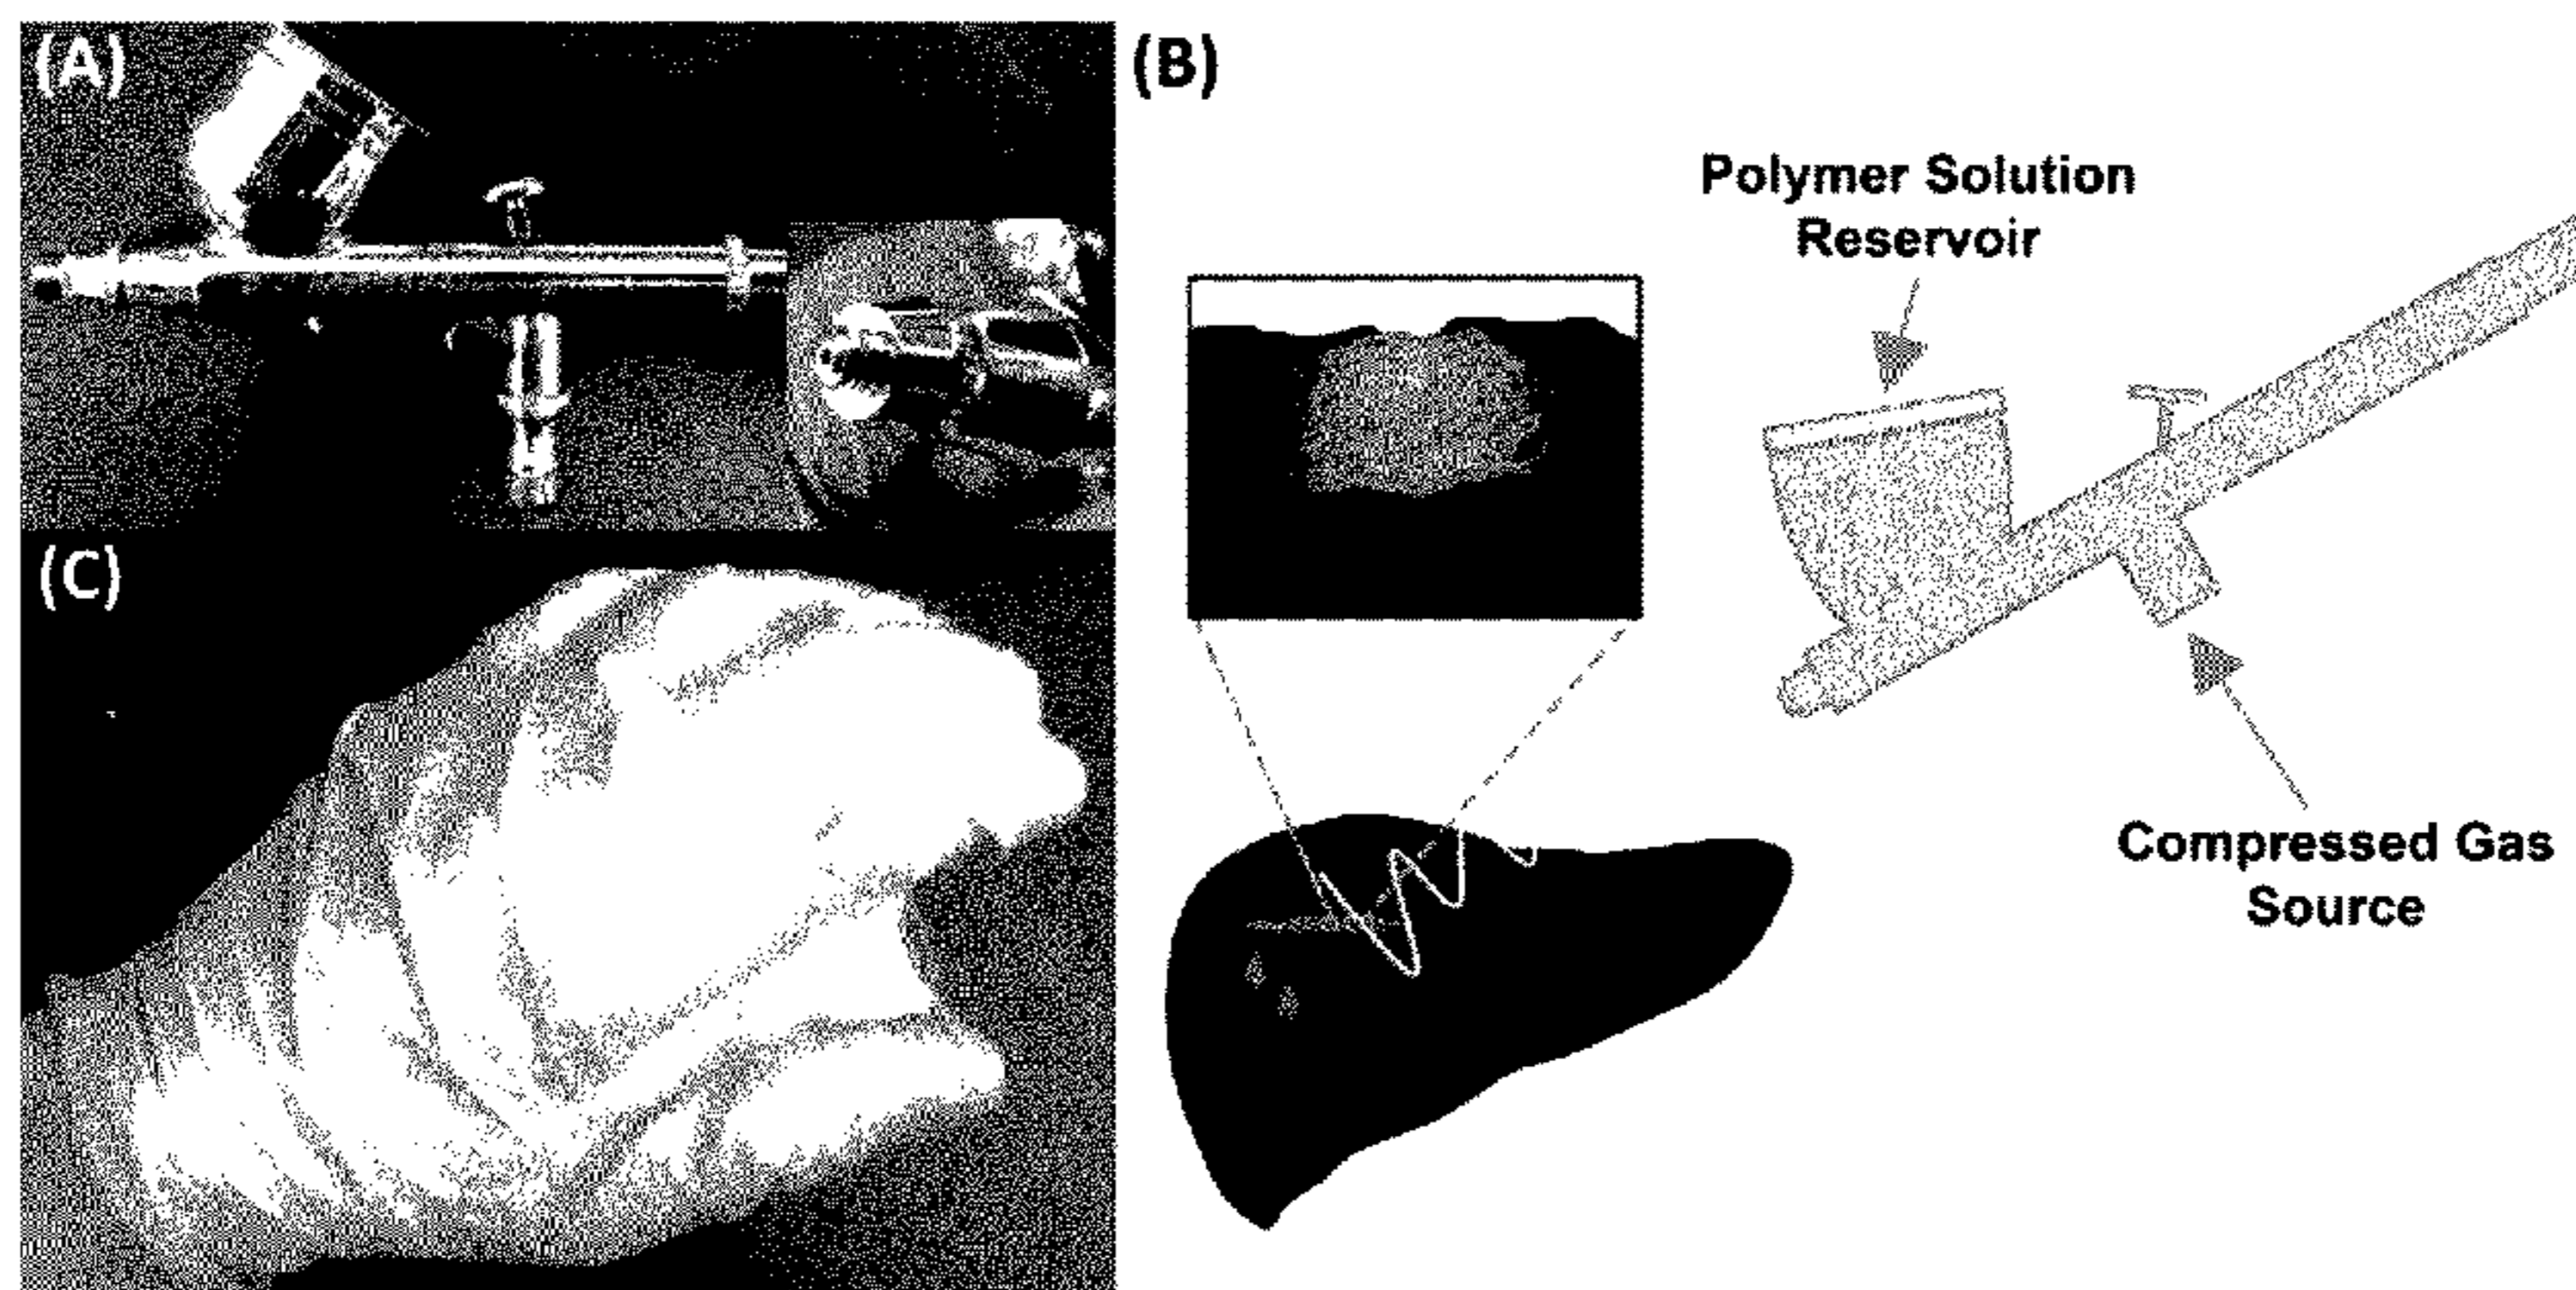 (A)
(B)
Polymer Solution
Reservoir
Compressed Gas
Source
(C)